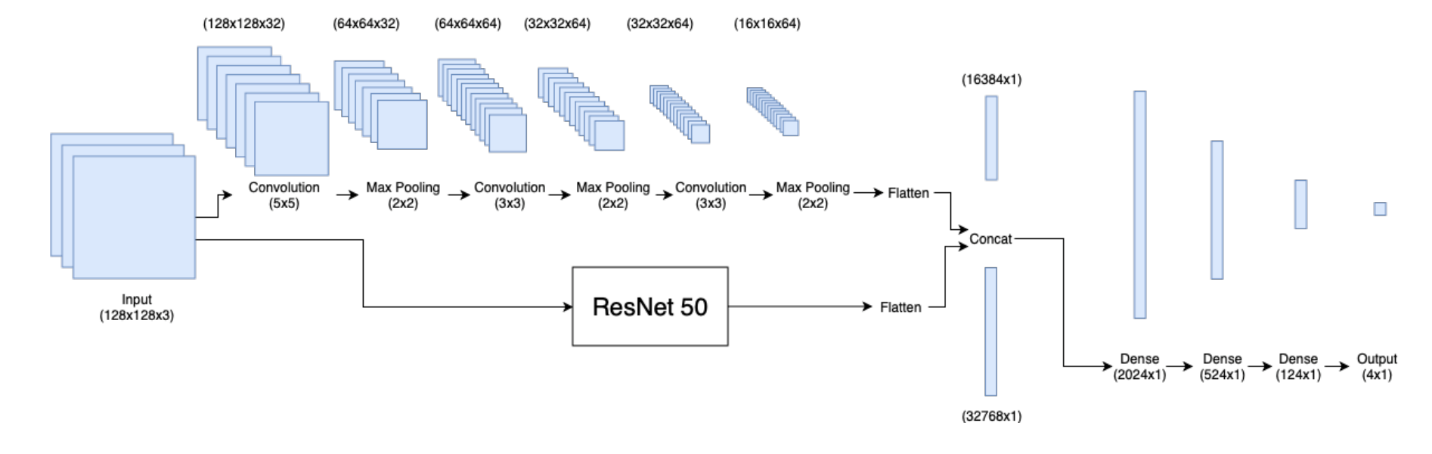 (128x128x32)
(64x64x32)
(64x64x64)
(32x32x64)
(32x32x64)
(16x16x64)
(16384x1)
Convolution
(5x5)
Max Pooling
(2x2)
Convolution
(3x3)
Max Pooling
(2x2)
Convolution
(3x3)
Max Pooling
(2x2)
Flatten
Concat
Input
(128x128x3)
ResNet 50
Flatten
(32768x1)
Dense
(2024x1)
Dense
(524x1)
Dense
(124x1)
Output
(4x1)